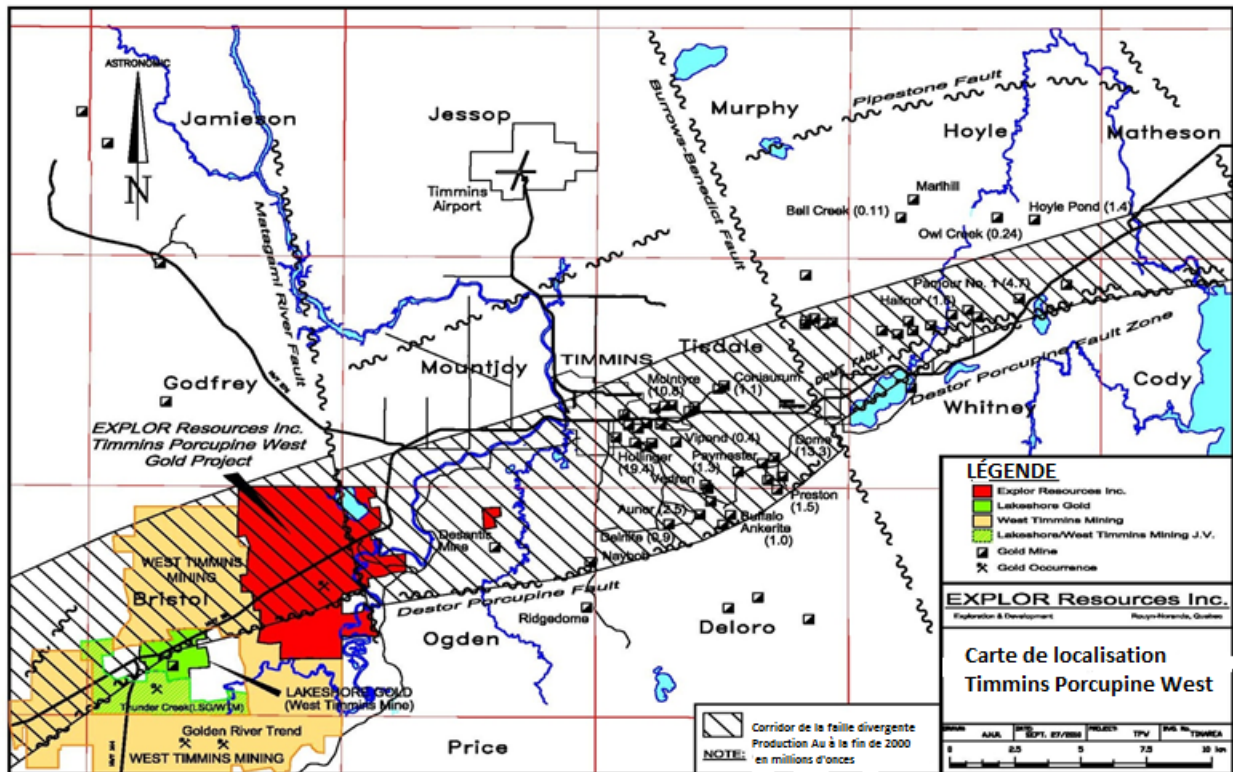 ASTRONOMIC
N
Jamieson
Jessop
Murphy
Pipestone Fault
Hoyle
Matheson
Burrows-Benedict Fault
Timmins
Airport
Matagami River Fault
Marlhill
Bell Creek (0.11)
Hoyle Pond (1.4)
Owl Creek (0.24)
Pamour No. 1 (4.7)
Hallnor (1.6)
TIMMINS
Tisdale
DOME FAULT
Destor Porcupine Fault Zone
Mountjoy
Godfrey
McIntyre
(10.8)
Coniaurum
(1.1)
Whitney
Cody
EXPLOR Resources Inc.
Timmins Porcupine West
Gold Project
Hollinger
(19.4)
Vipond (0.4)
Paymaster
(1.3)
Vedron
Dome
(13.3)
Preston
(1.5)
Aunor (2.5)
Buffalo
Ankerite
(1.0)
Delnite (0.9)
Naybob
Desantis
Mine
WEST TIMMINS
MINING
Bristol
Destor Porcupine Fault
Ridgedome
Ogden
Deloro
LAKESHORE GOLD
(West Timmins Mine)
Thunder Creek(LSG/WTM)
Golden River Trend
WEST TIMMINS MINING
Price
LÉGENDE
Explor Resources Inc.
Lakeshore Gold
West Timmins Mining
Lakeshore/West Timmins Mining J.V.
Gold Mine
Gold Occurrence
EXPLOR Resources Inc.
Exploration & Development
Rouyn-Noranda, Quebec
Carte de localisation
Timmins Porcupine West
Corridor de la faille divergente
Production Au à la fin de 2000
NOTE: en millions d'onces
DATE:
PROJECT: TPW
DWG. No. TIMAREA
0 2.5 5 7.5 10 km